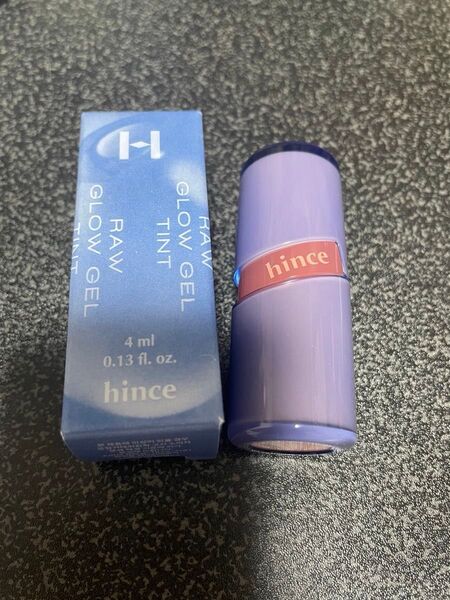 H
RAW
GLOW GEL
TINT
RAW
GLOW GEL
TINT
4 ml
0.13 fl. oz.
hince
hince